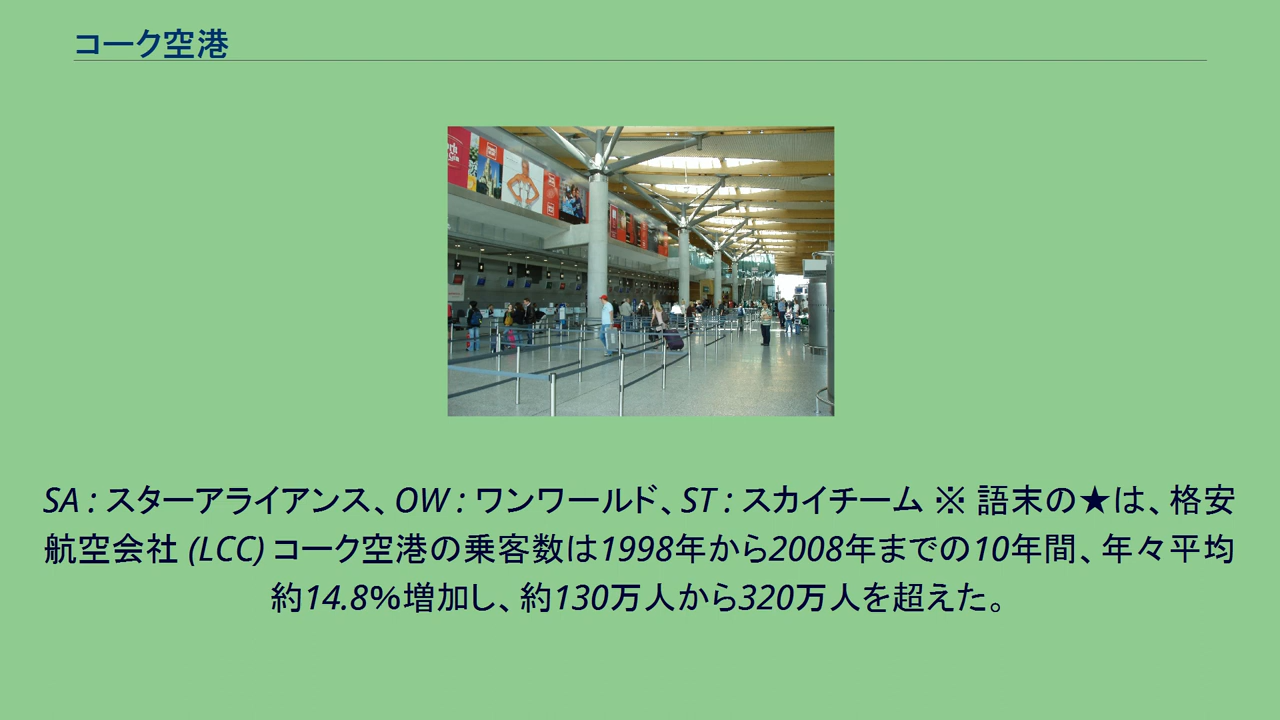 コーク空港
SA : スターアライアンス、OW : ワンワールド、ST : スカイチーム ※ 語末の★は、格安
航空会社 (LCC) コーク空港の乗客数は1998年から2008年までの10年間、年々平均
約14.8%増加し、約130万人から320万人を超えた。